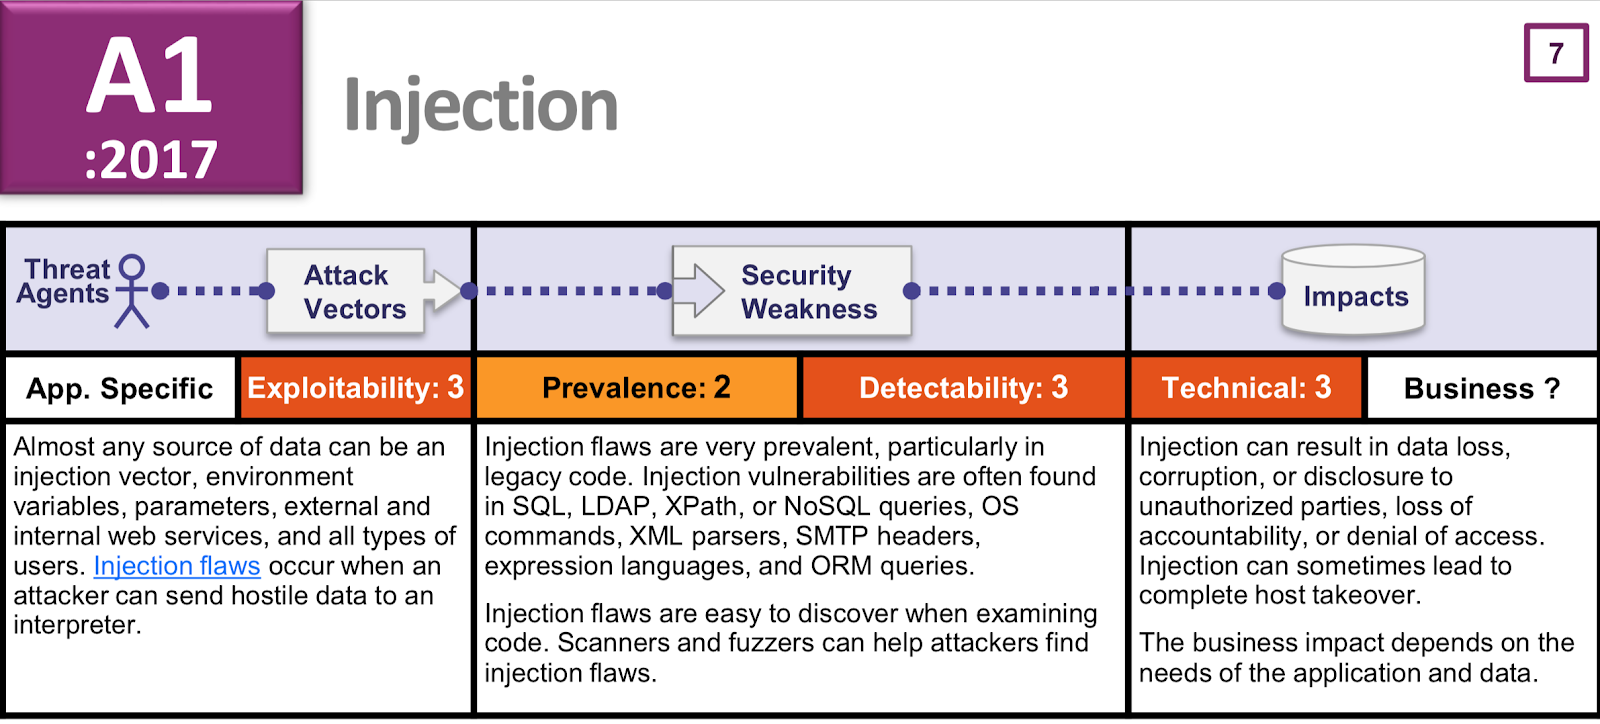 A1
:2017
Injection
7
Threat
Agents
Attack
Vectors
Security
Weakness
Impacts
App. Specific
Exploitability: 3
Prevalence: 2
Detectability: 3
Technical: 3
Business ?
Almost any source of data can be an
injection vector, environment
variables, parameters, external and
internal web services, and all types of
users. Injection flaws occur when an
attacker can send hostile data to an
interpreter.
Injection flaws are very prevalent, particularly in
legacy code. Injection vulnerabilities are often found
in SQL, LDAP, XPath, or NoSQL queries, OS
commands, XML parsers, SMTP headers,
expression languages, and ORM queries.
Injection flaws are easy to discover when examining
code. Scanners and fuzzers can help attackers find
injection flaws.
Injection can result in data loss,
corruption, or disclosure to
unauthorized parties, loss of
accountability, or denial of access.
Injection can sometimes lead to
complete host takeover.
The business impact depends on the
needs of the application and data.